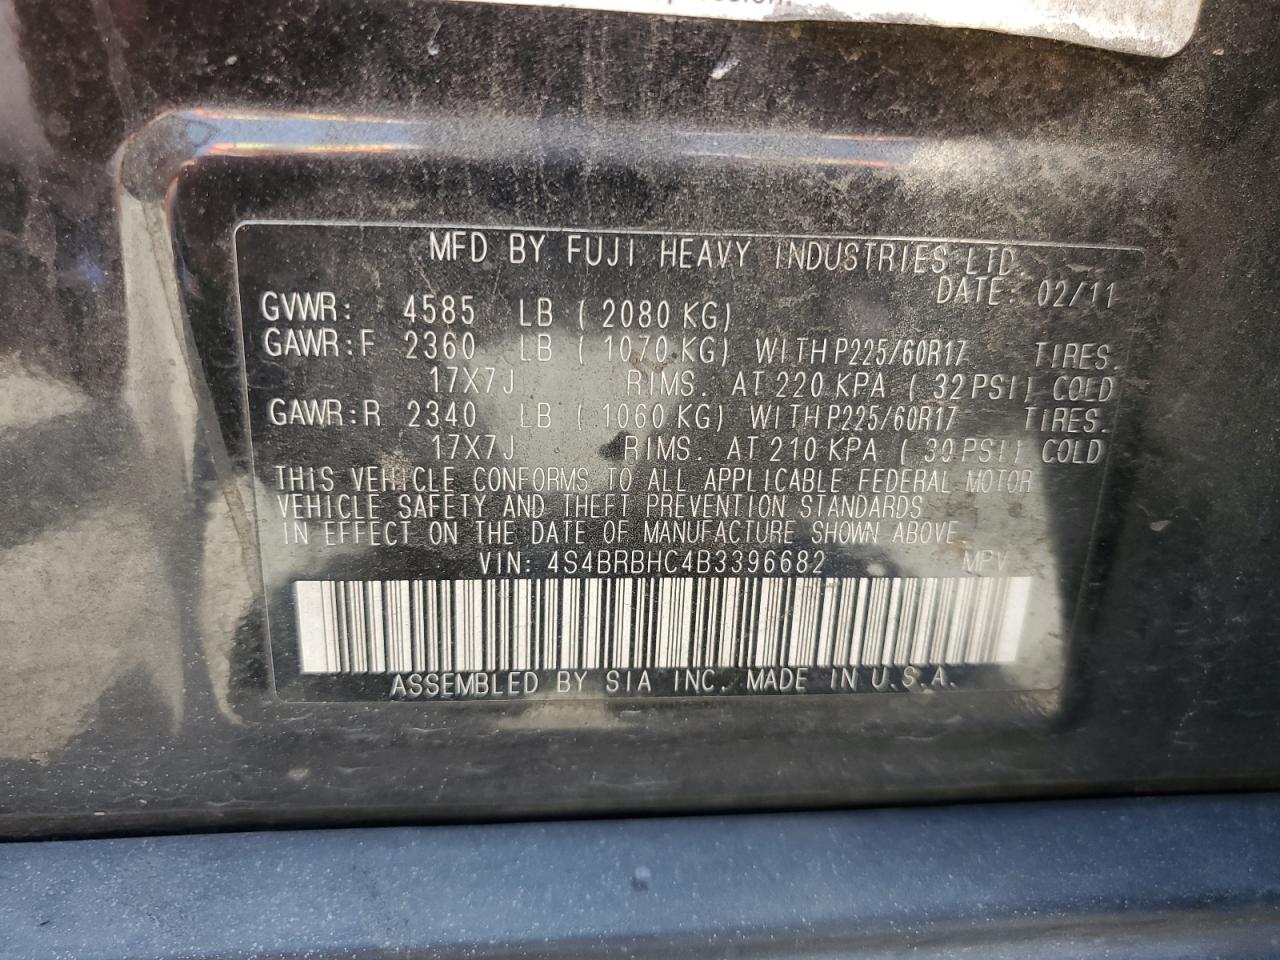 MFD BY FUJI HEAVY INDUSTRIES LTD.
DATE: 02/11
GVWR: 4585 LB ( 2080 KG)
GAWR:F 2360 LB ( 1070 KG) WITH P225/60R17 TIRES.
17X7J RIMS. AT 220 KPA ( 32 PSI) COLD
GAWR:R 2340 LB ( 1060 KG) WITH P225/60R17 TIRES.
17X7J RIMS. AT 210 KPA ( 30 PSI) COLD
THIS VEHICLE CONFORMS TO ALL APPLICABLE FEDERAL MOTOR
VEHICLE SAFETY AND THEFT PREVENTION STANDARDS
IN EFFECT ON THE DATE OF MANUFACTURE SHOWN ABOVE.
VIN: 4S4BRBHC4B3396682 MPV
ASSEMBLED BY SIA INC. MADE IN U.S.A.